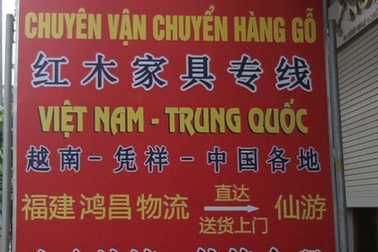 CHUYÊN VẬN CHUYỂN HÀNG GỖ
红木家具专线
VIỆT NAM - TRUNG QUỐC
越南－凭祥－中国各地
福建鸿昌物流 直达 送货上门 仙游